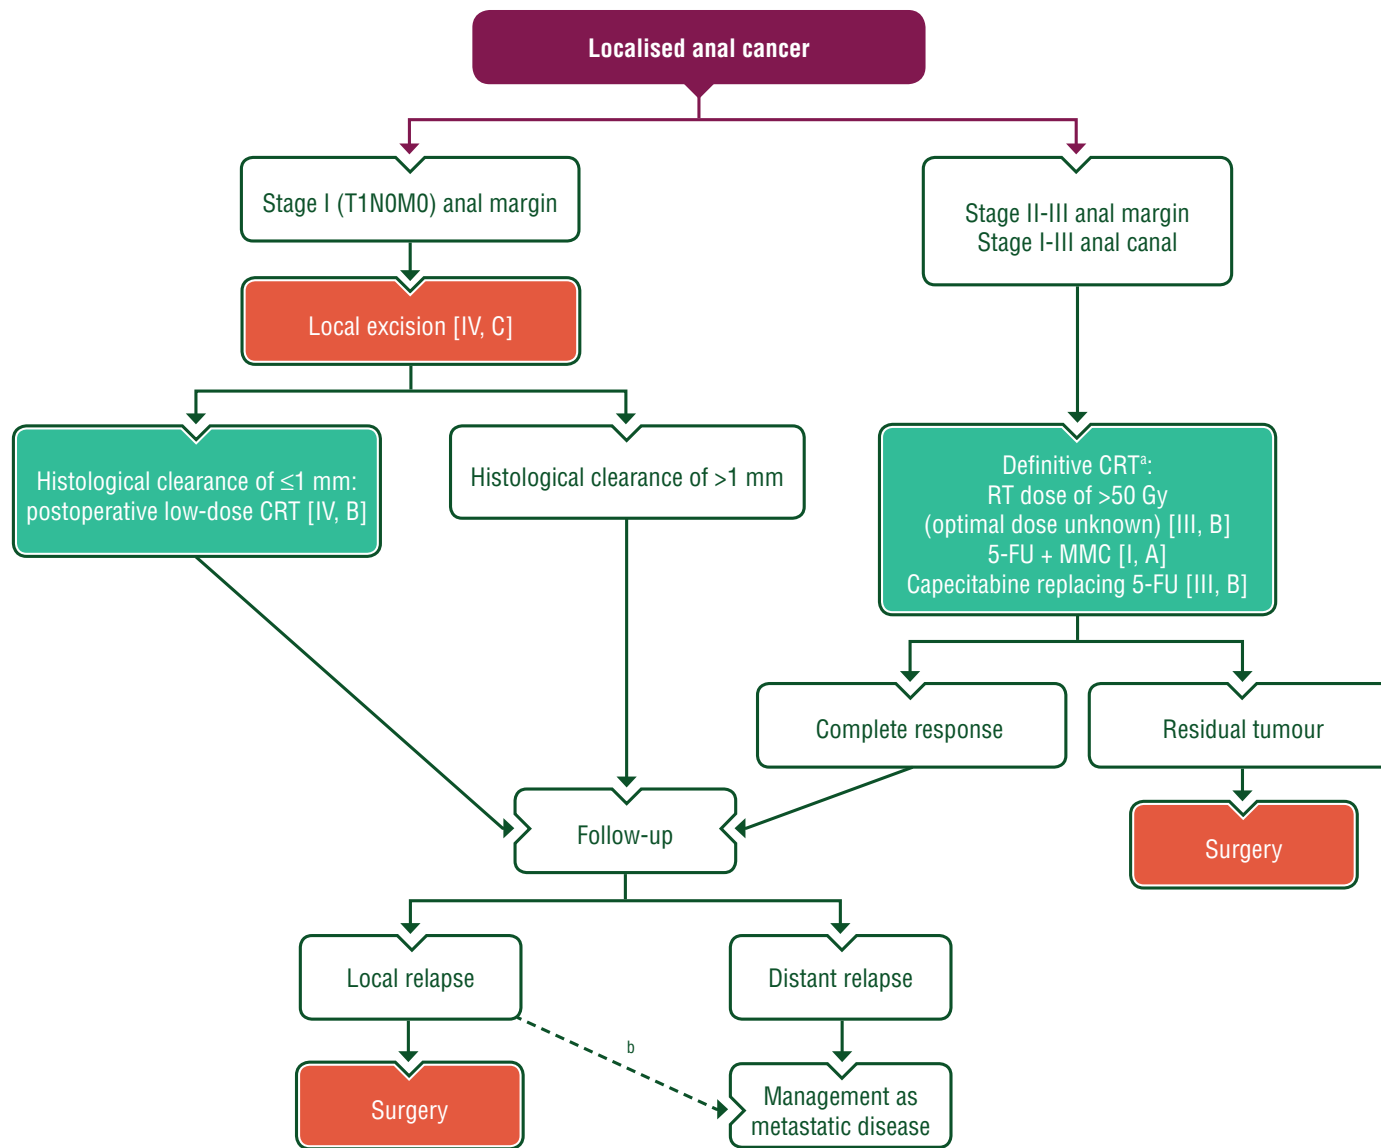 Localised anal cancer
Stage I (T1N0M0) anal margin
Stage II-III anal margin
Stage I-III anal canal
Local excision [IV, C]
Histological clearance of ≤1 mm:
postoperative low-dose CRT [IV, B]
Histological clearance of >1 mm
Definitive CRTᵃ:
RT dose of >50 Gy
(optimal dose unknown) [III, B]
5-FU + MMC [I, A]
Capecitabine replacing 5-FU [III, B]
Complete response
Residual tumour
Follow-up
Surgery
Local relapse
Distant relapse
b
Surgery
Management as
metastatic disease